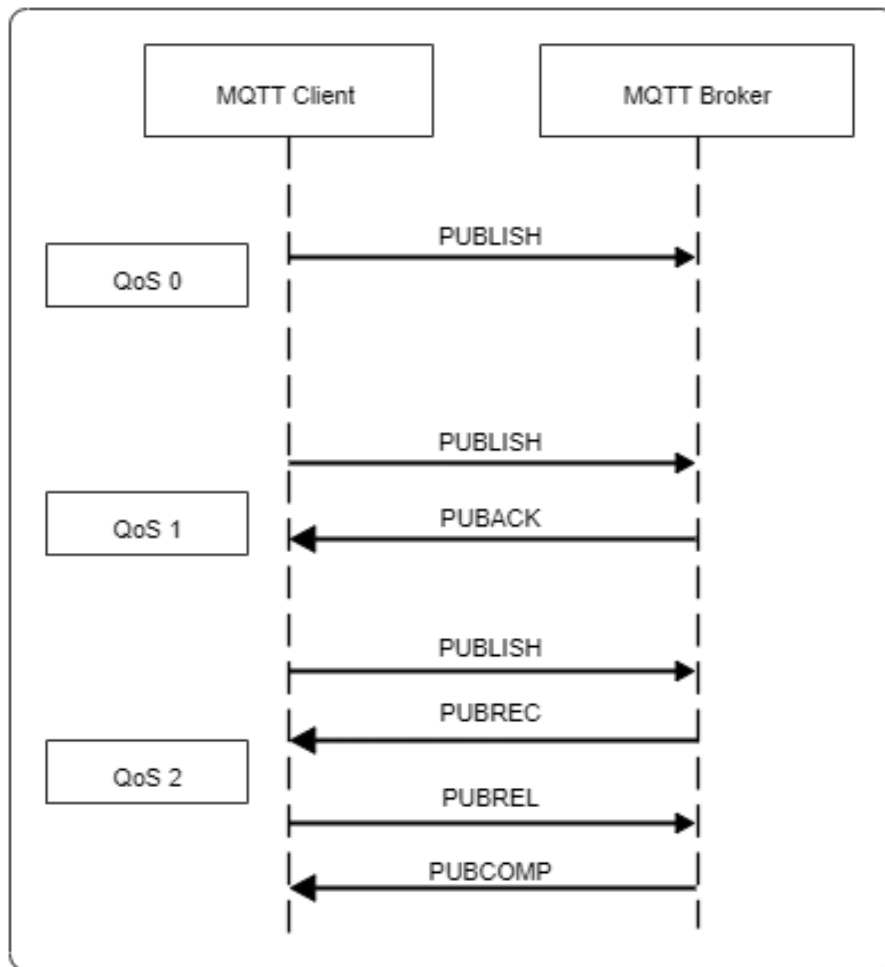 MQTT Client
MQTT Broker
PUBLISH
QoS 0
PUBLISH
QoS 1
PUBACK
PUBLISH
PUBREC
QoS 2
PUBREL
PUBCOMP